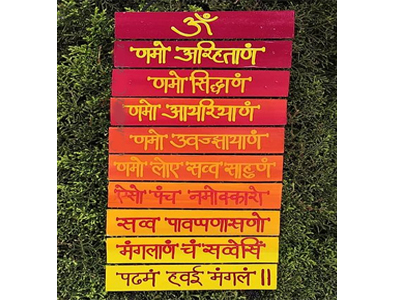 ॐ
णमो अरिहंताणं
णमो सिद्धाणं
णमो आयरियाणं
णमो उवज्झायाणं
णमो लोए सव्व साहूणं
ऐसो पंच नमोक्कारो
सव्व पावप्पणासणो
मंगलाणं च सव्वेसिं
पढमं हवई मंगलं ॥